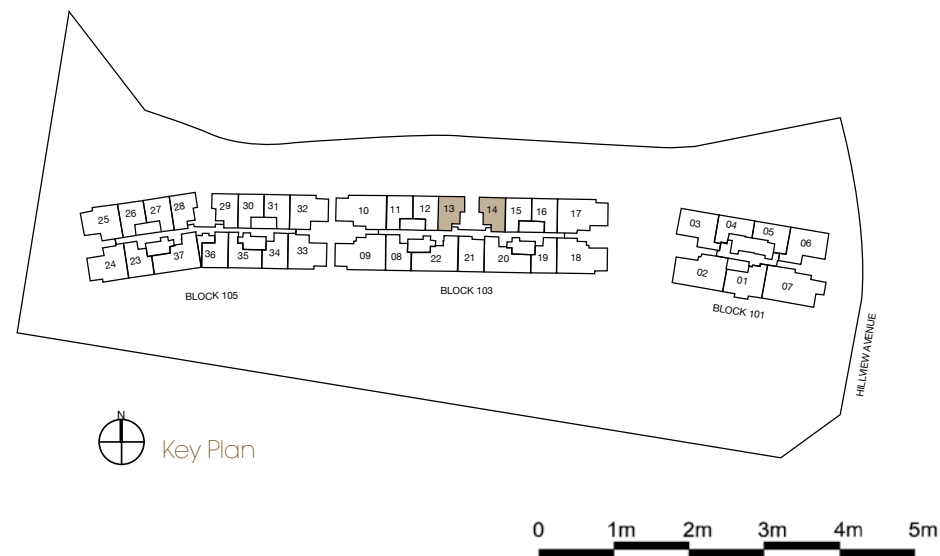 29 30 31 32
10 11 12 13 14 15 16 17
25 26 27 28
03 04 05 06
24 23 37 36 35 34 33
09 08 22 21 20 19 18
02 01 07
BLOCK 105
BLOCK 103
BLOCK 101
HILLVIEW AVENUE
N
Key Plan
0 1m 2m 3m 4m 5m